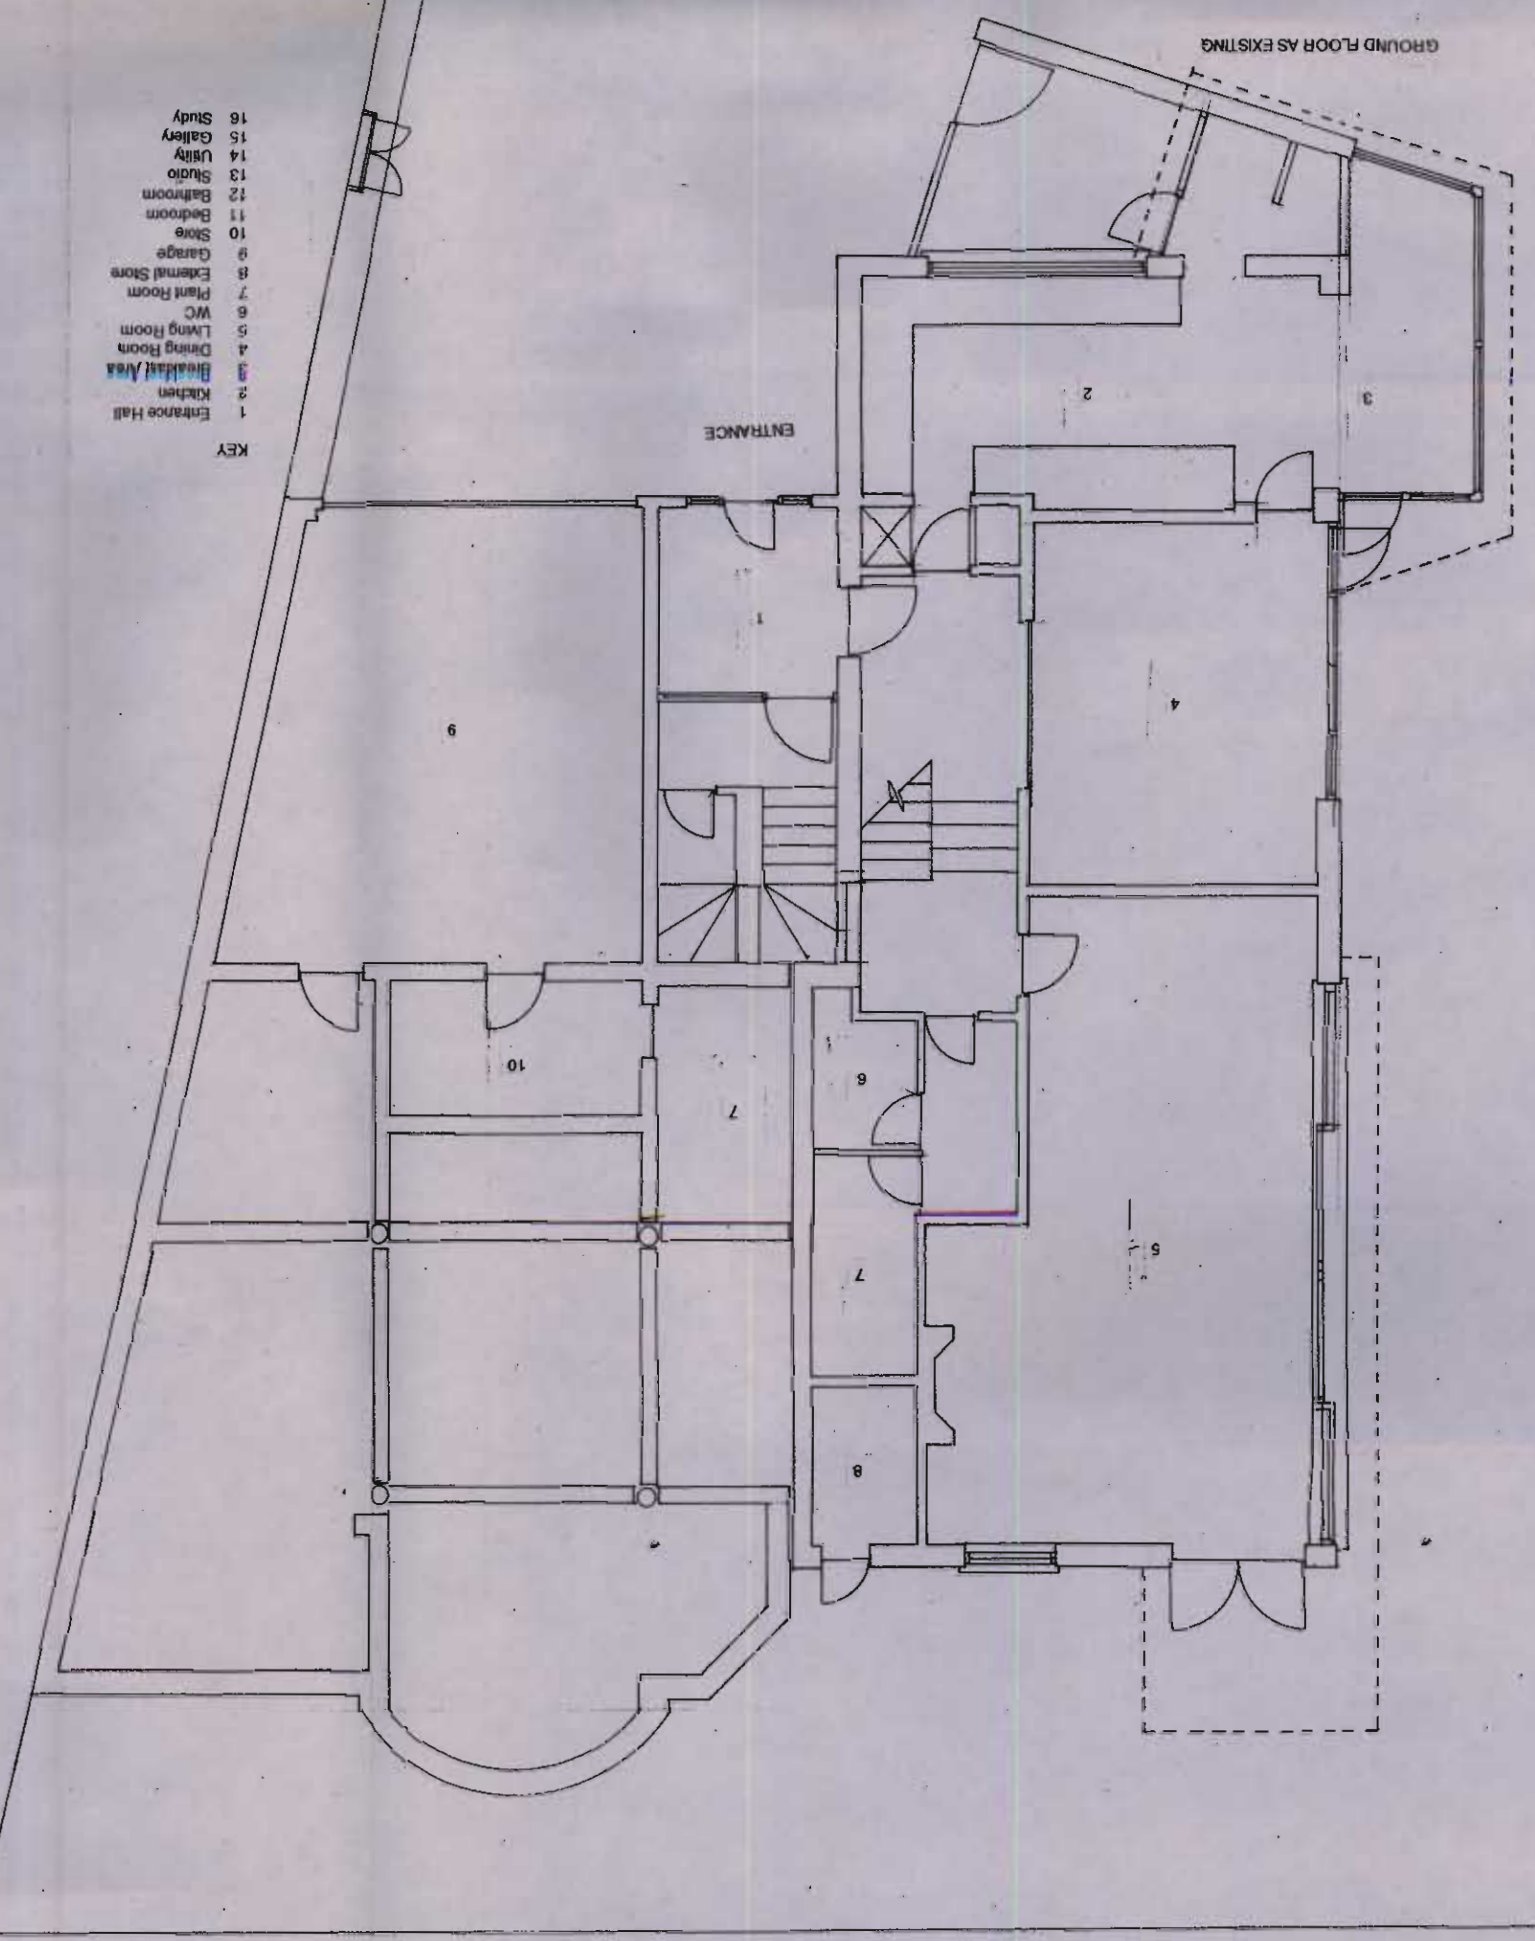 GROUND FLOOR AS EXISTING
KEY
1 Entrance Hall
2 Kitchen
3 Breakfast Area
4 Dining Room
5 Living Room
6 WC
7 Plant Room
8 External Store
9 Garage
10 Store
11 Bedroom
12 Bathroom
13 Studio
14 Utility
15 Gallery
16 Study
ENTRANCE
8
5
7
7
6
10
9
4
1
3
2